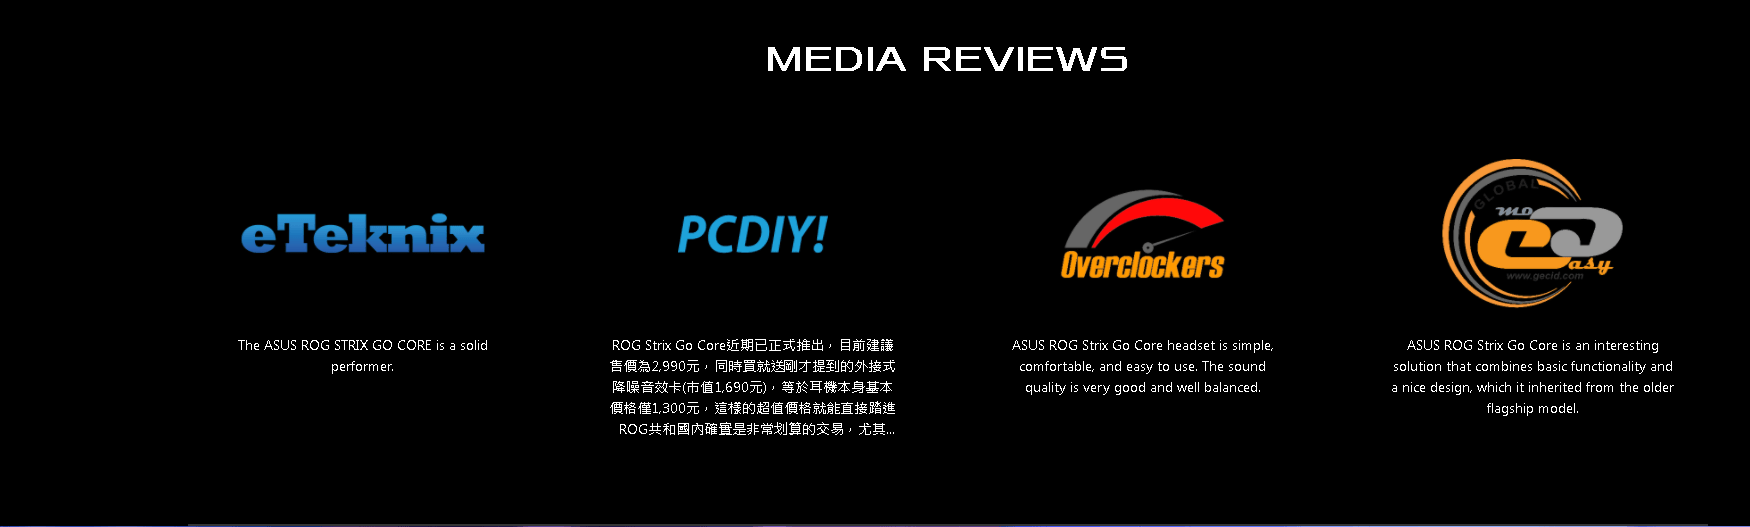 MEDIA REVIEWS
eTeknix
The ASUS ROG STRIX GO CORE is a solid
performer.
PCDIY!
ROG Strix Go Core近期已正式推出，目前建議
售價為2,990元，同時買就送剛才提到的外接式
降噪音效卡(市值1,690元)，等於耳機本身基本
價格僅1,300元，這樣的超值價格就能直接踏進
ROG共和國內確實是非常划算的交易，尤其...
Overclockers
ASUS ROG Strix Go Core headset is simple,
comfortable, and easy to use. The sound
quality is very good and well balanced.
GLOBAL
easy
www.gecid.com
ASUS ROG Strix Go Core is an interesting
solution that combines basic functionality and
a nice design, which it inherited from the older
flagship model.